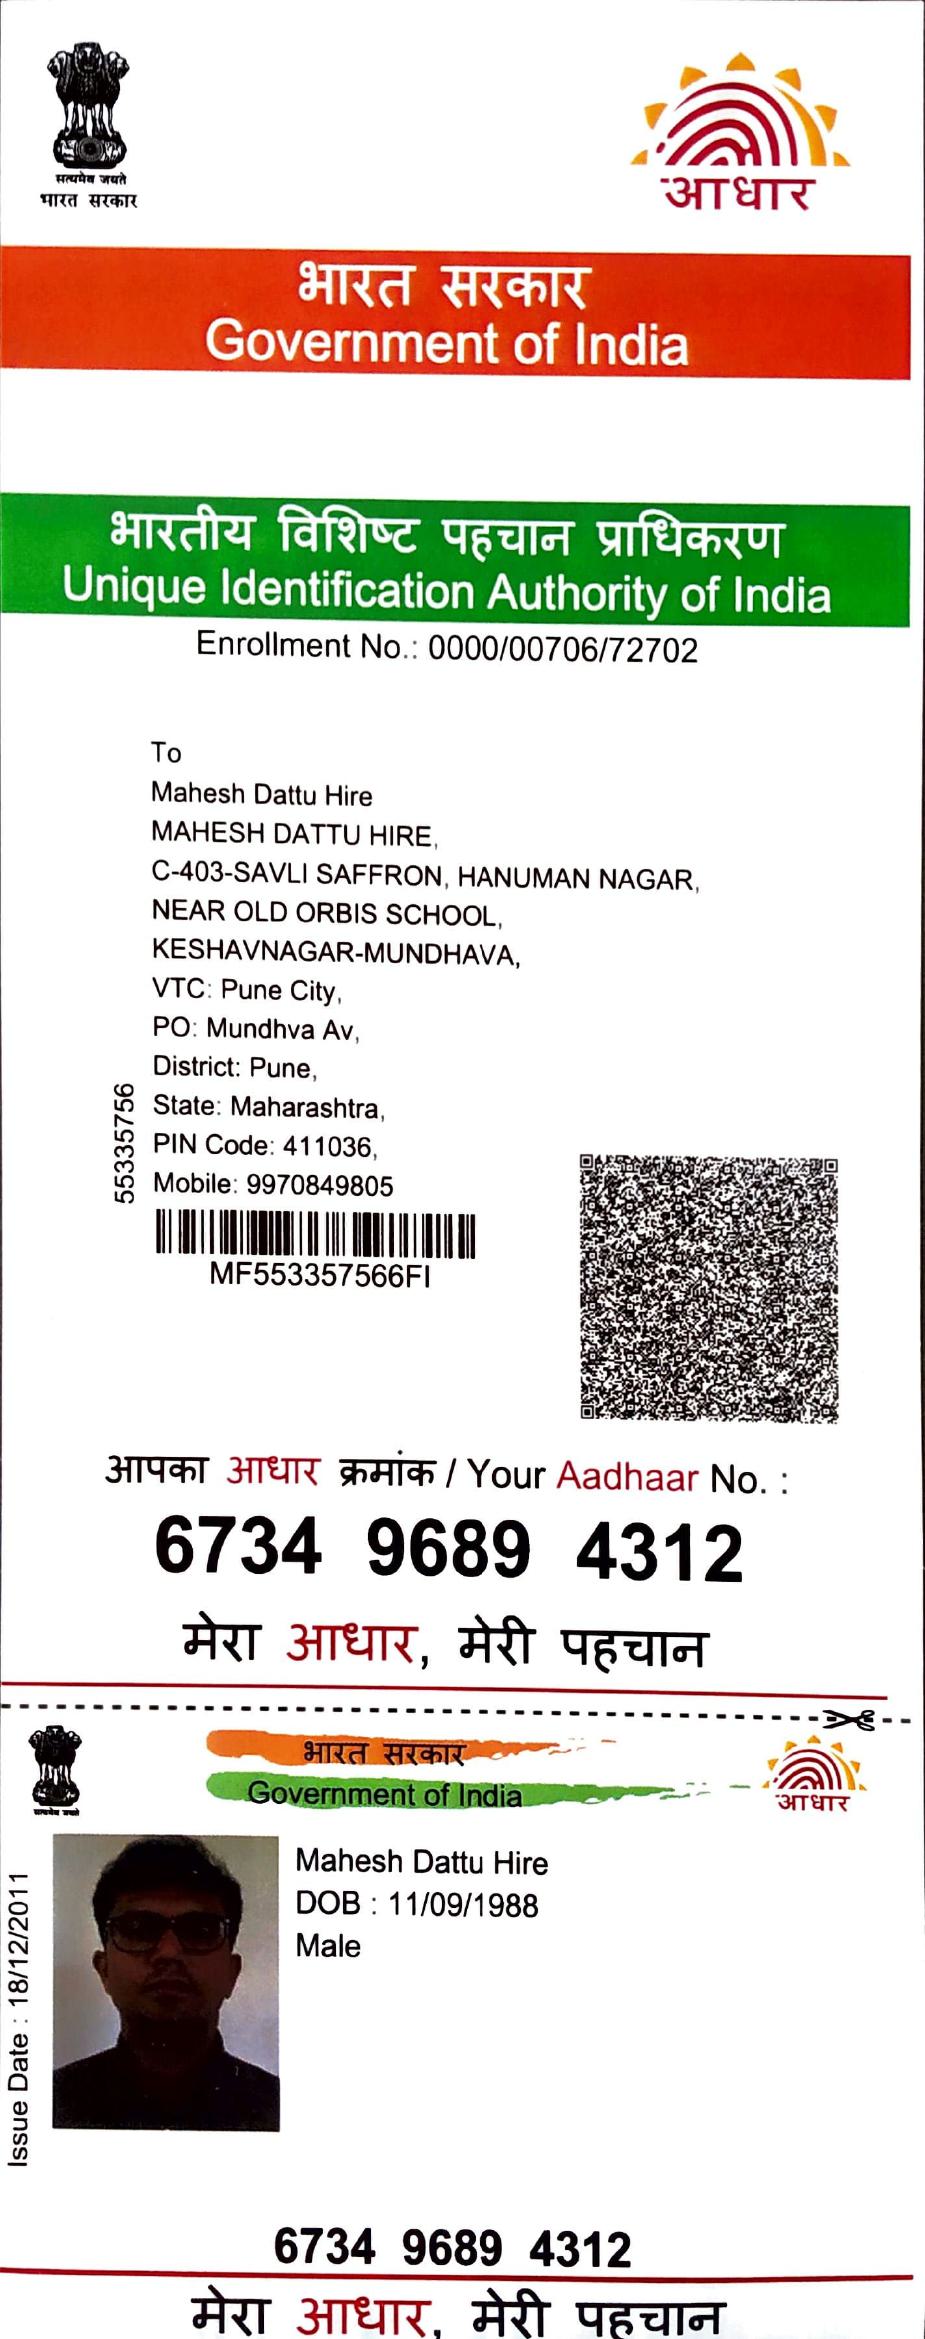 सत्यमेव जयते
भारत सरकार
आधार
भारत सरकार
Government of India
भारतीय विशिष्ट पहचान प्राधिकरण
Unique Identification Authority of India
Enrollment No.: 0000/00706/72702
To
Mahesh Dattu Hire
MAHESH DATTU HIRE,
C-403-SAVLI SAFFRON, HANUMAN NAGAR,
NEAR OLD ORBIS SCHOOL,
KESHAVNAGAR-MUNDHAVA,
VTC: Pune City,
PO: Mundhva Av,
District: Pune,
State: Maharashtra,
PIN Code: 411036,
Mobile: 9970849805
55335756
MF553357566FI
आपका आधार क्रमांक / Your Aadhaar No. :
6734 9689 4312
मेरा आधार, मेरी पहचान
भारत सरकार
Government of India
सत्यमेव जयते
आधार
Issue Date : 18/12/2011
Mahesh Dattu Hire
DOB : 11/09/1988
Male
6734 9689 4312
मेरा आधार, मेरी पहचान